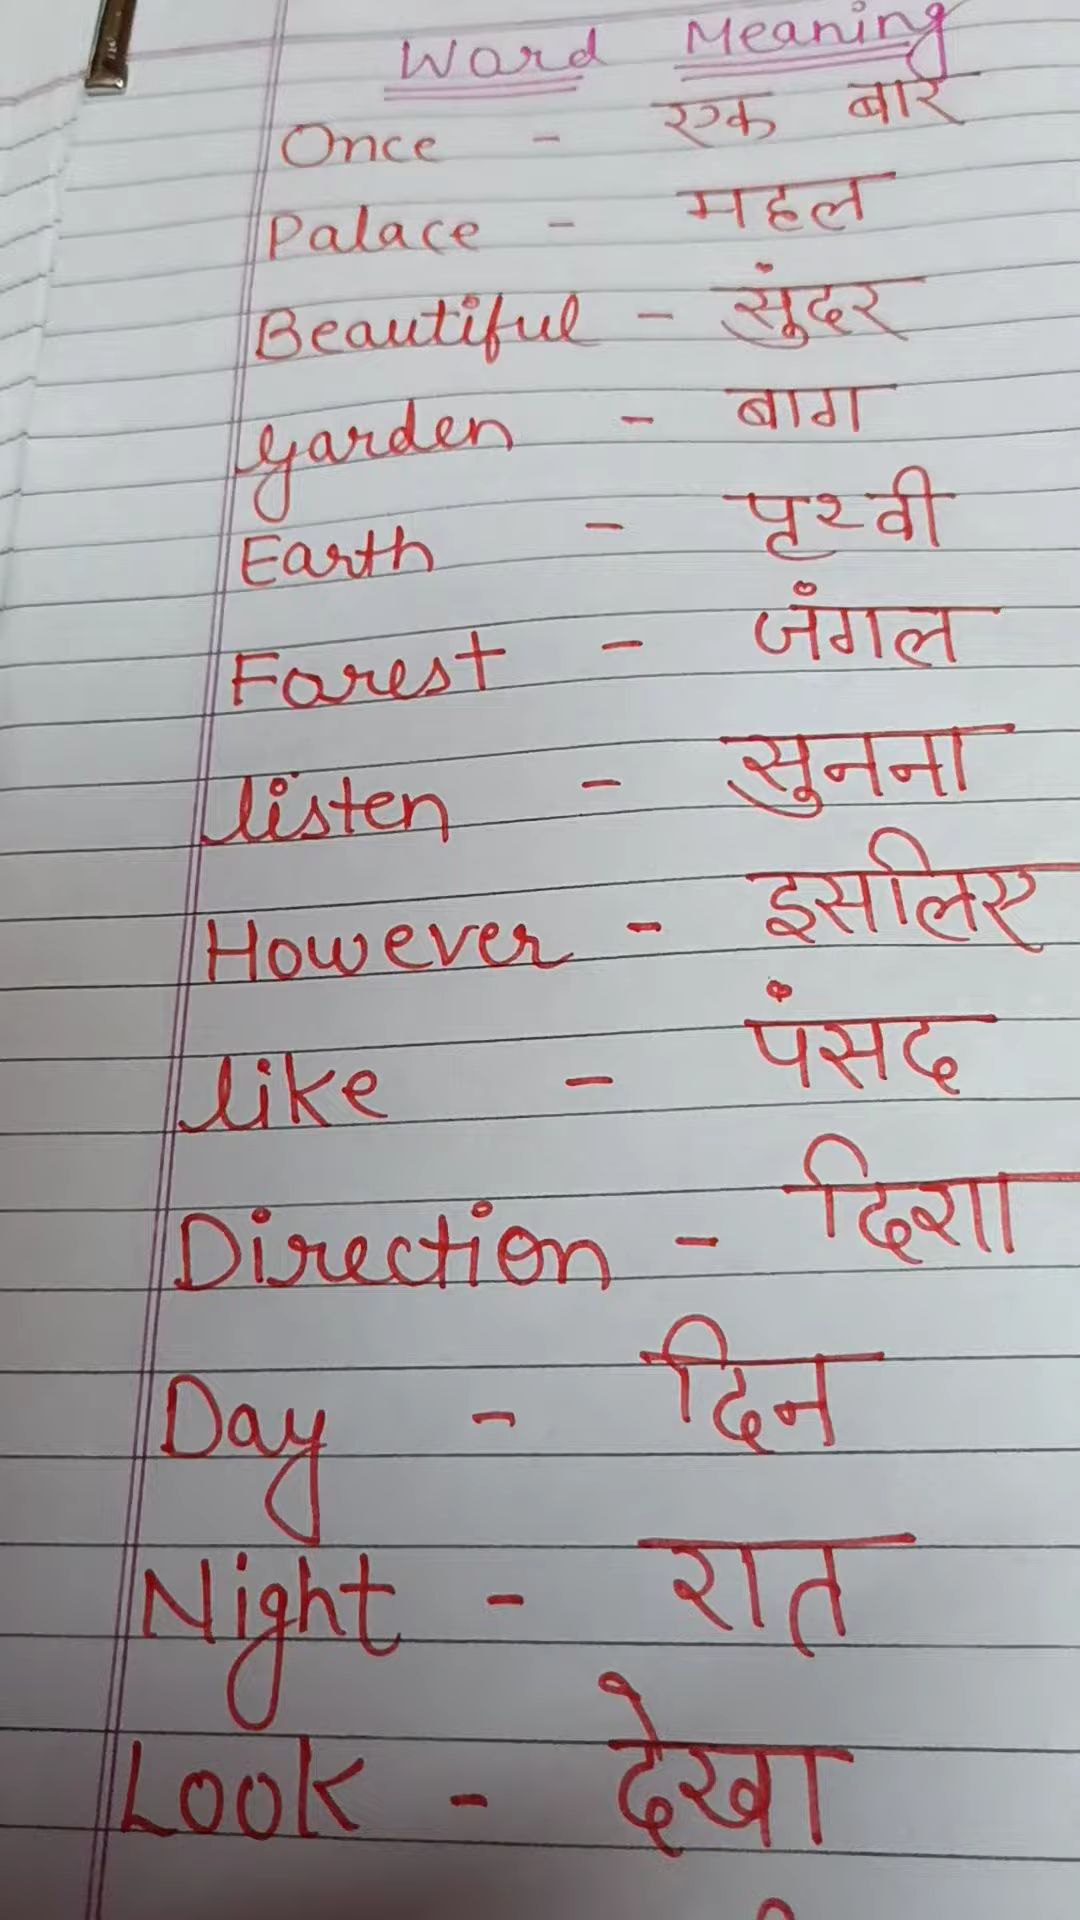 Word Meaning
Once - एक बार
Palace - महल
Beautiful - सुंदर
garden - बाग
Earth - पृथ्वी
Forest - जंगल
listen - सुनना
However - इसलिए
like - पंसद
Direction - दिशा
Day - दिन
Night - रात
Look - देखा